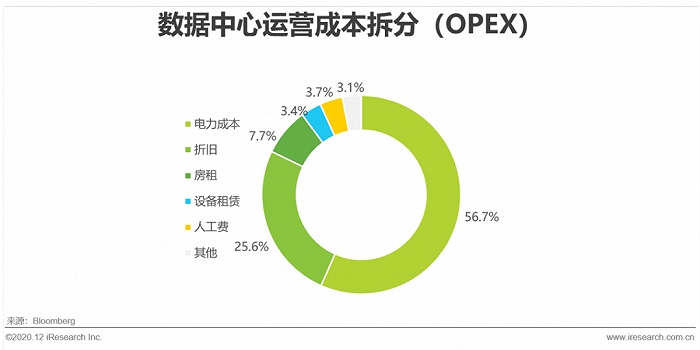 数据中心运营成本拆分（OPEX）
3.1%
3.7%
3.4%
7.7%
电力成本
折旧
房租
设备租赁
人工费
其他
56.7%
25.6%
来源：Bloomberg
©2020.12 iResearch Inc.
www.iresearch.com.cn